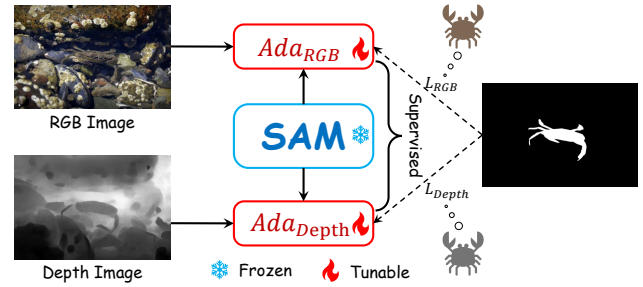 Ada_RGB
L_RGB
RGB Image
SAM
Supervised
L_Depth
Ada_Depth
Depth Image
Frozen
Tunable